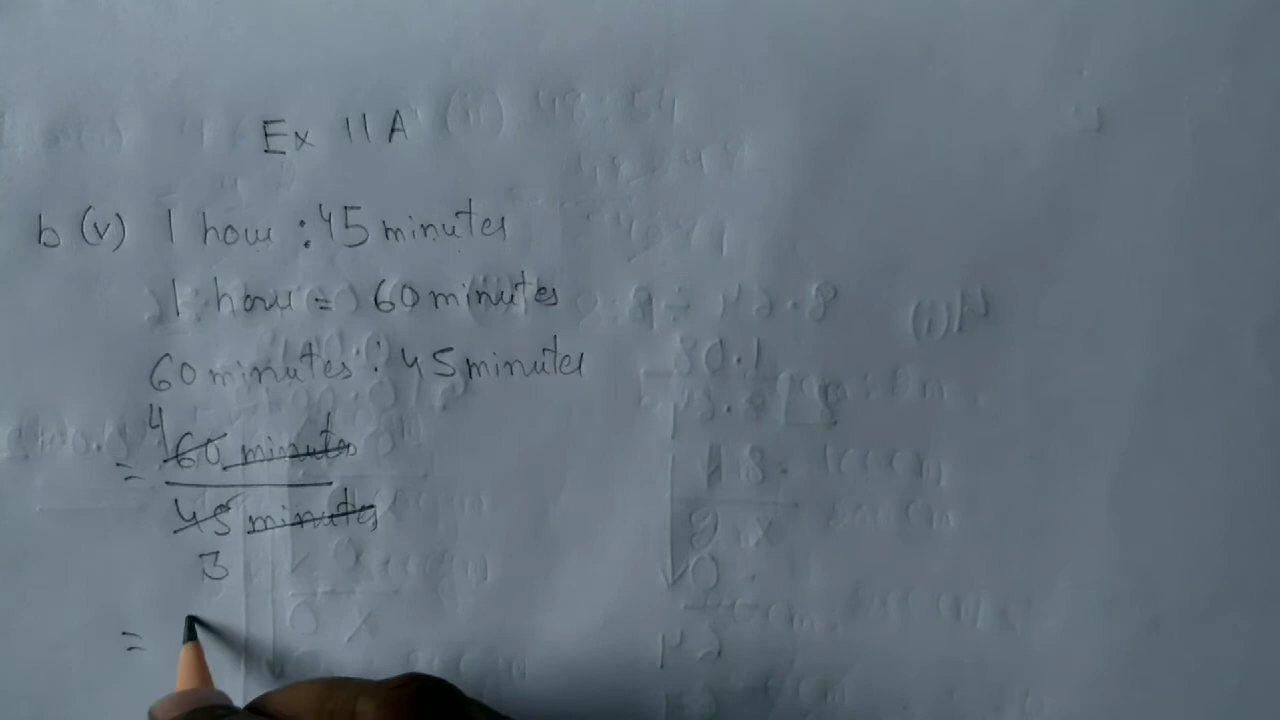 Ex 11 A
b (v) 1 hour : 45 minutes
1 hour = 60 minutes
60 minutes : 45 minutes
4
= 60 minutes
45 minutes
3
=